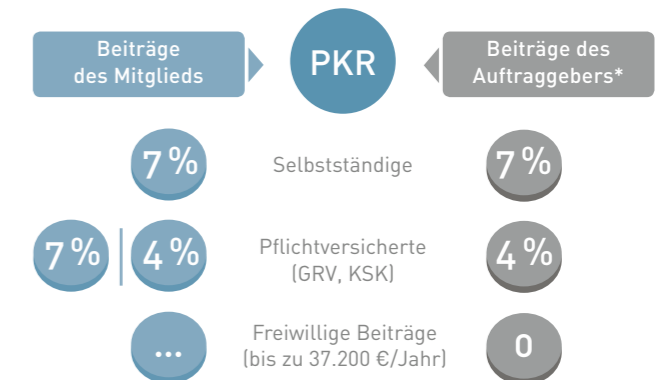 Beiträge
des Mitglieds
PKR
Beiträge des
Auftraggebers*
7 %
Selbstständige
7 %
7 % | 4 %
Pflichtversicherte
(GRV, KSK)
4 %
...
Freiwillige Beiträge
(bis zu 37.200 €/Jahr)
0